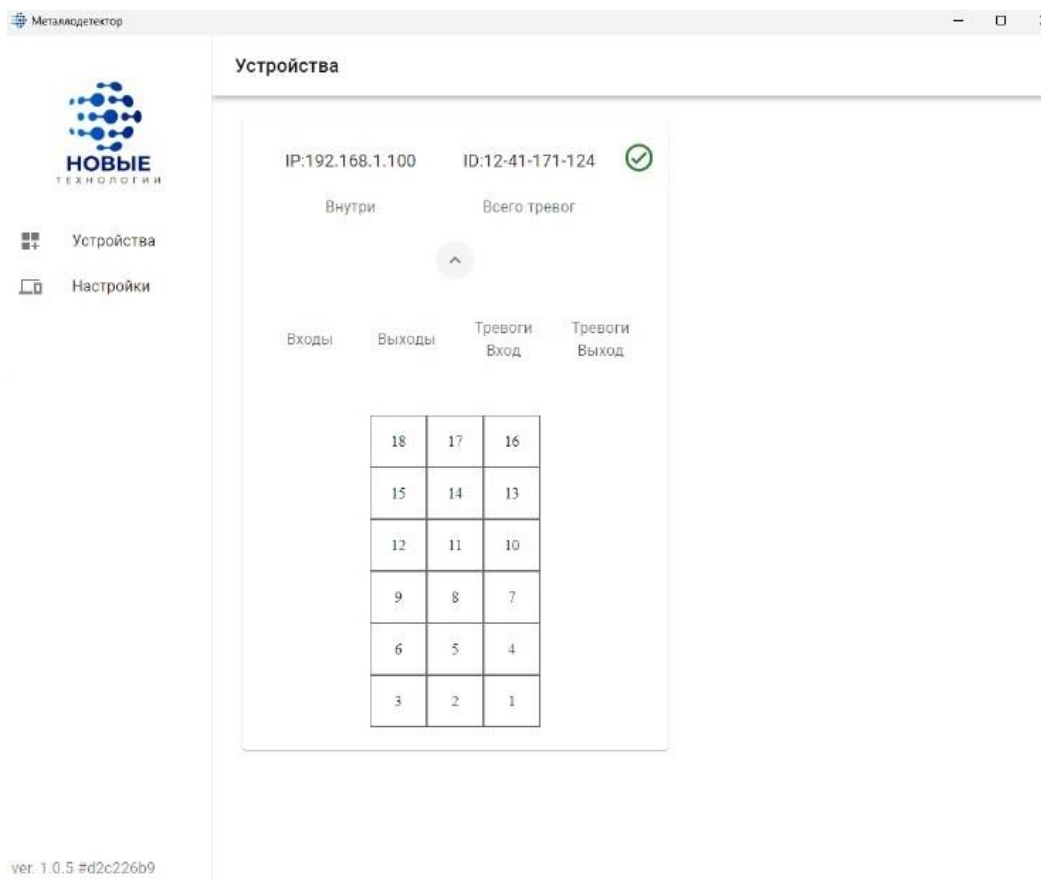 Металлодетектор
Устройства
НОВЫЕ
ТЕХНОЛОГИИ
Устройства
Настройки
IP:192.168.1.100 ID:12-41-171-124
Внутри Всего тревог
Входы Выходы Тревоги Вход Тревоги Выход
18 17 16
15 14 13
12 11 10
9 8 7
6 5 4
3 2 1
ver. 1.0.5 #d2c226b9